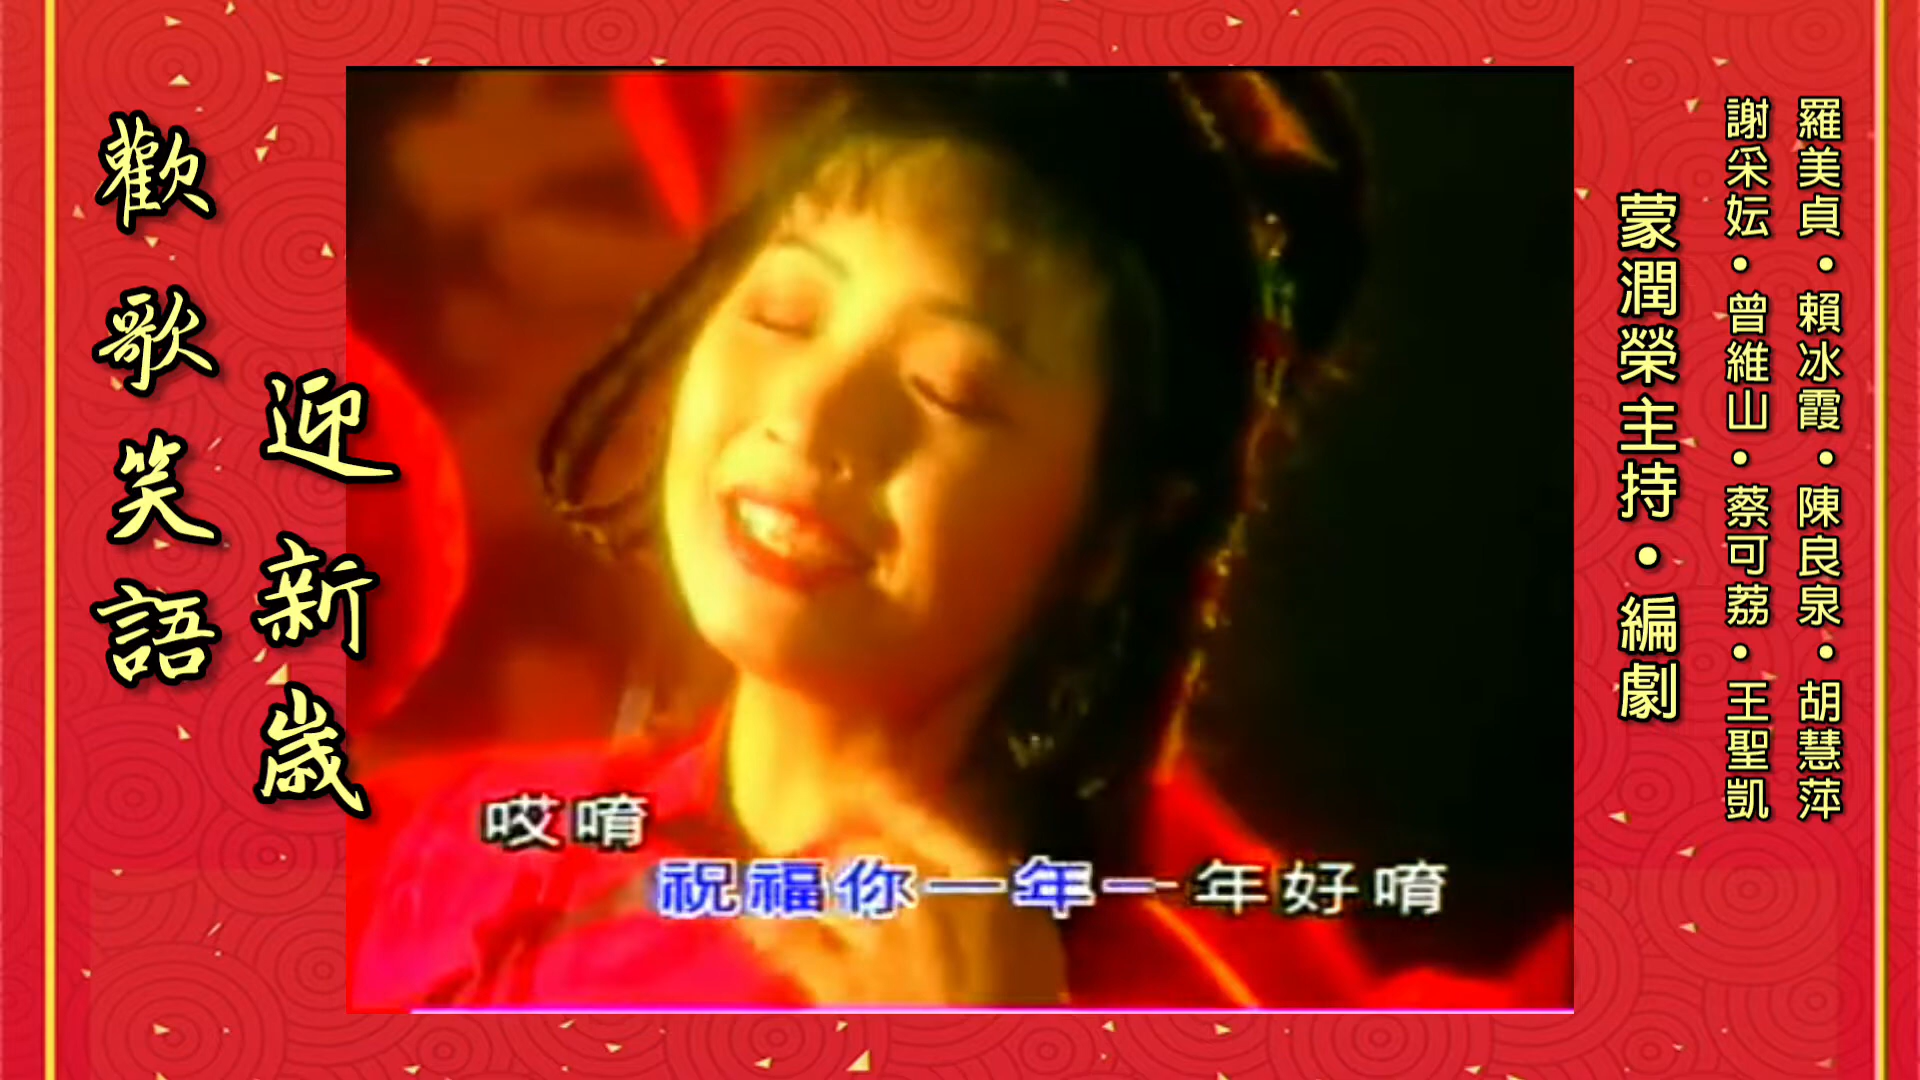 歡歌笑語
迎新歲
羅美貞・賴冰霞・陳良泉・胡慧萍
謝采妘・曾維山・蔡可荔・王聖凱
蒙潤榮主持・編劇
哎唷
祝福你一年一年好唷